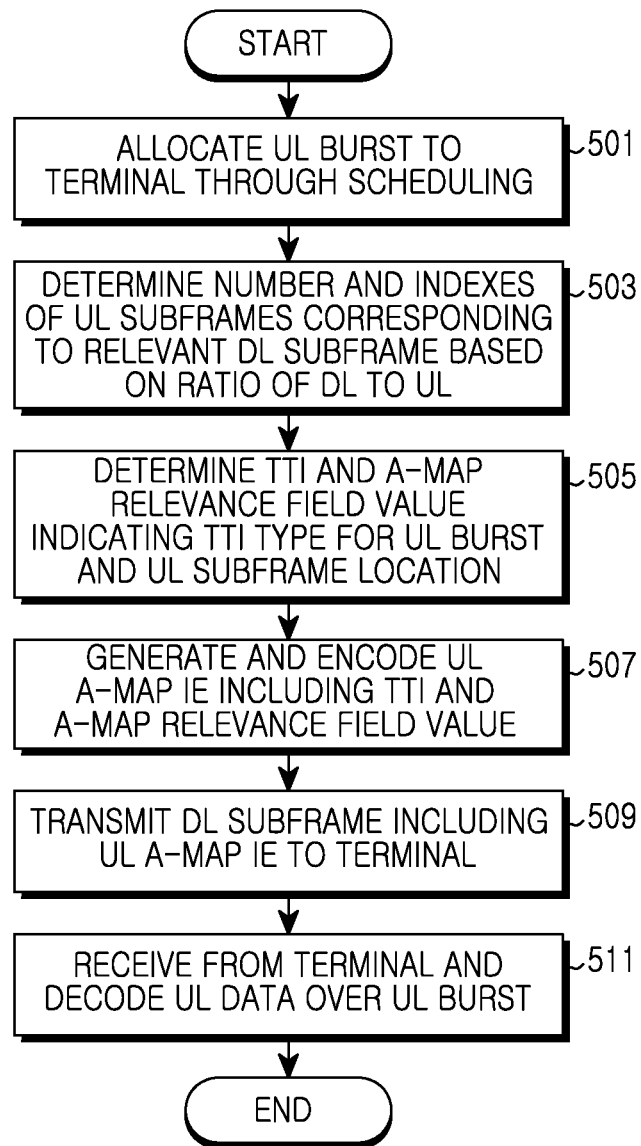 START
ALLOCATE UL BURST TO
TERMINAL THROUGH SCHEDULING
501
DETERMINE NUMBER AND INDEXES
OF UL SUBFRAMES CORRESPONDING
TO RELEVANT DL SUBFRAME BASED
ON RATIO OF DL TO UL
503
DETERMINE TTI AND A-MAP
RELEVANCE FIELD VALUE
INDICATING TTI TYPE FOR UL BURST
AND UL SUBFRAME LOCATION
505
GENERATE AND ENCODE UL
A-MAP IE INCLUDING TTI AND
A-MAP RELEVANCE FIELD VALUE
507
TRANSMIT DL SUBFRAME INCLUDING
UL A-MAP IE TO TERMINAL
509
RECEIVE FROM TERMINAL AND
DECODE UL DATA OVER UL BURST
511
END